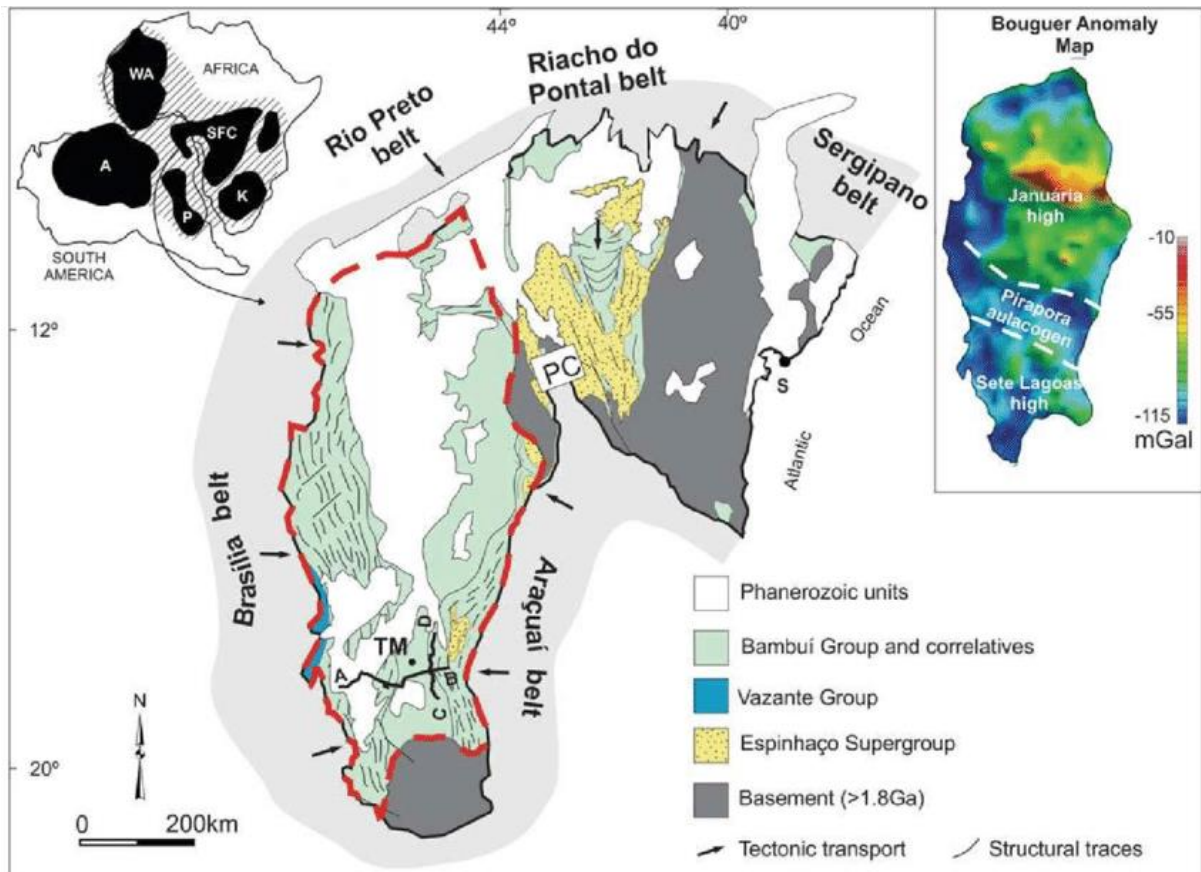 44º
40º
12º
20º
WA
AFRICA
SFC
A
K
P
SOUTH
AMERICA
Rio Preto
belt
Riacho do
Pontal belt
Sergipano
belt
Brasilia belt
Araçuaí belt
PC
S
Atlantic
Ocean
TM
A
B
C
D
N
0 200km
Bouguer Anomaly
Map
Januária
high
Pirapora
aulacogen
Sete Lagoas
high
-10
-55
-115
mGal
Phanerozoic units
Bambuí Group and correlatives
Vazante Group
Espinhaço Supergroup
Basement (>1.8Ga)
Tectonic transport
Structural traces